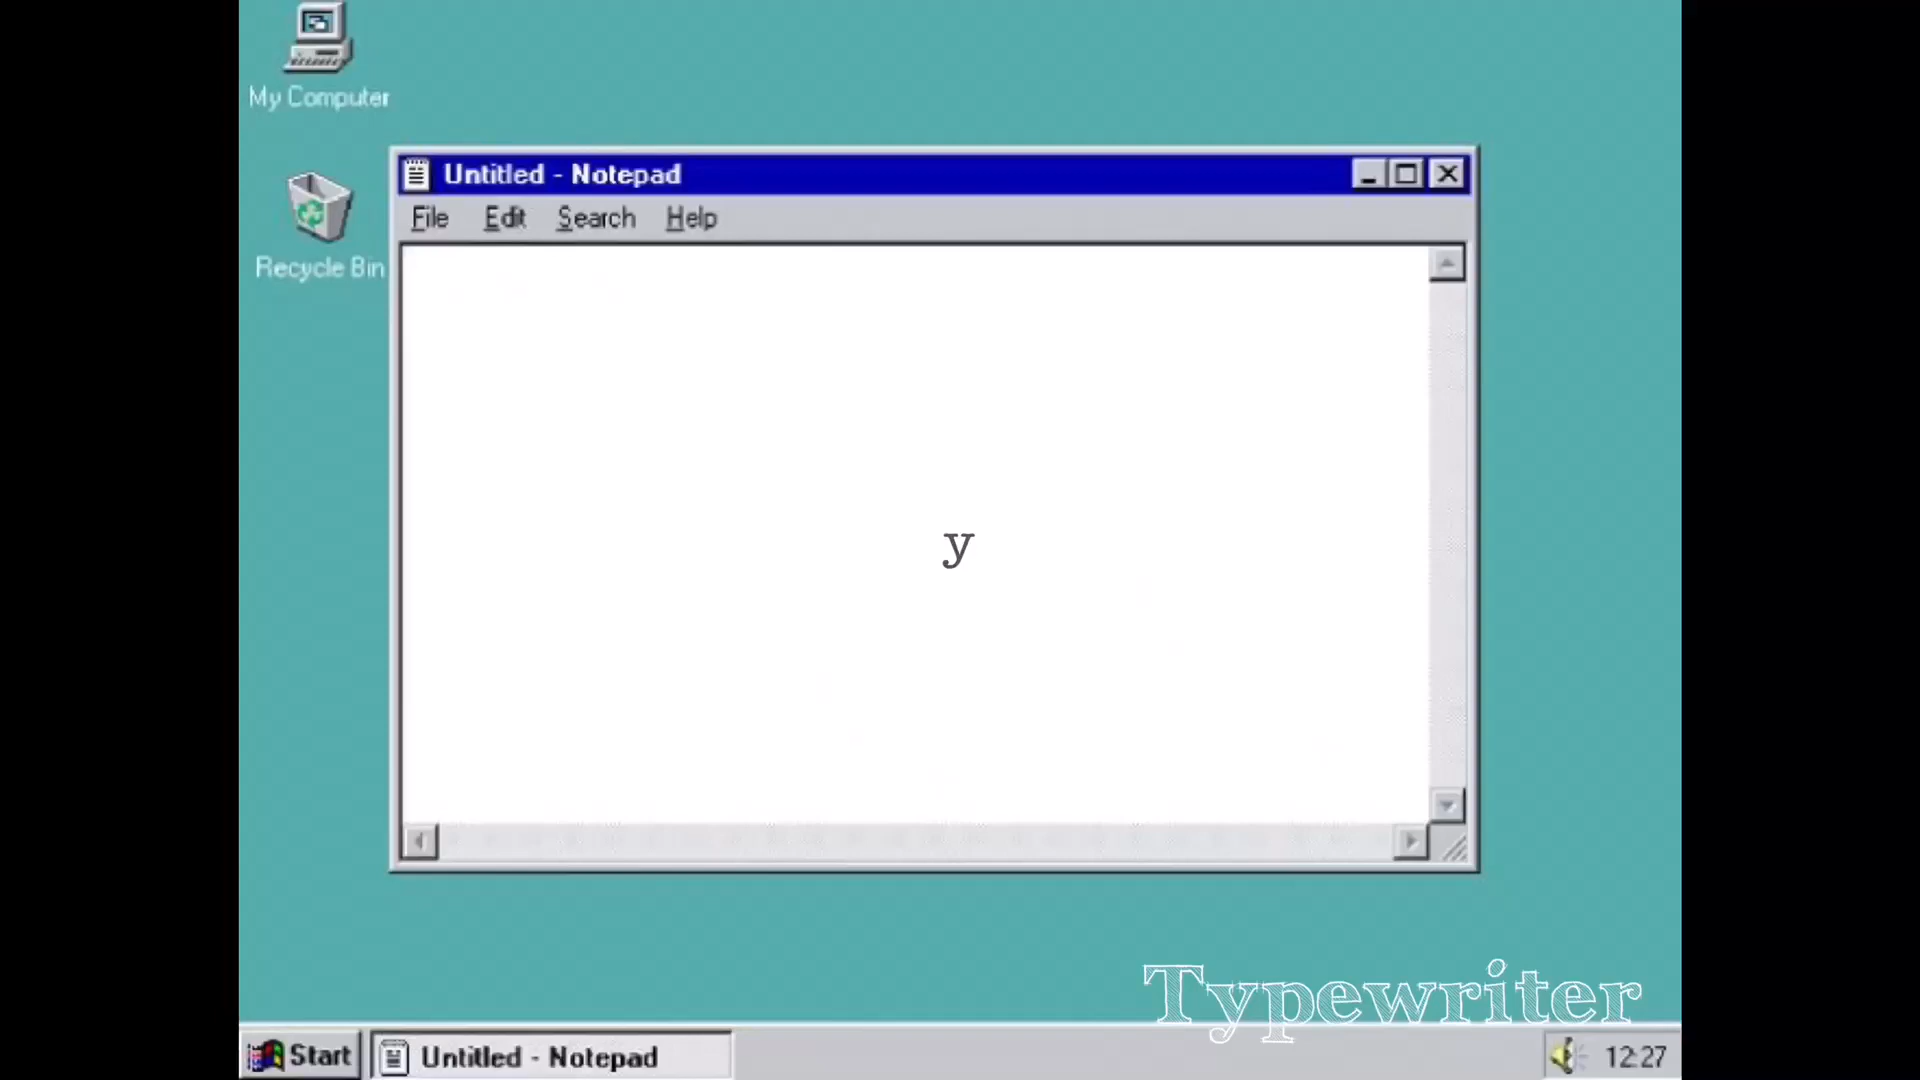 My Computer
Untitled - Notepad
File Edit Search Help
Recycle Bin
y
Typewriter
Start Untitled - Notepad 12:27